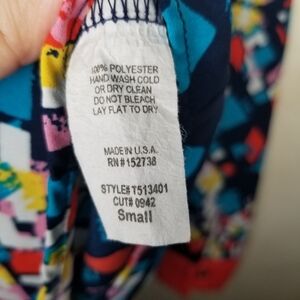 100% POLYESTER
HAND WASH COLD
OR DRY CLEAN
DO NOT BLEACH
LAY FLAT TO DRY
MADE IN U.S.A.
RN #152738
STYLE# T513401
CUT# 0942
Small